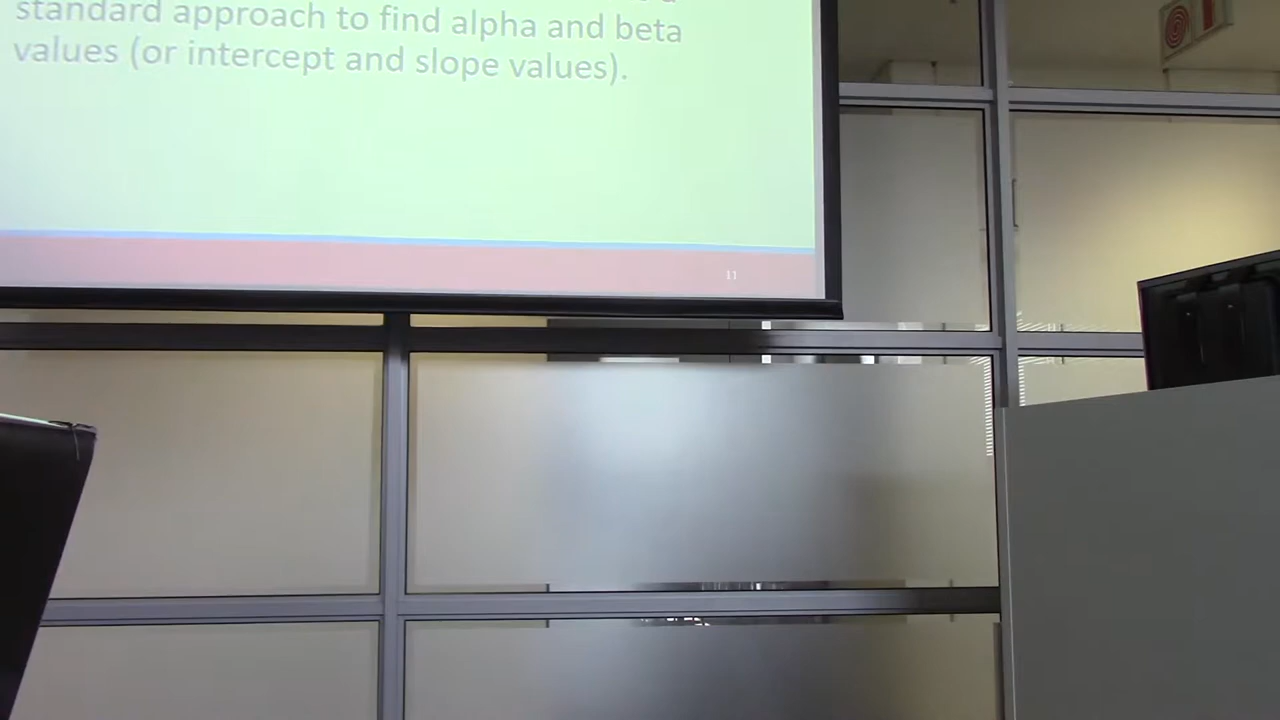 standard approach to find alpha and beta
values (or intercept and slope values).
11